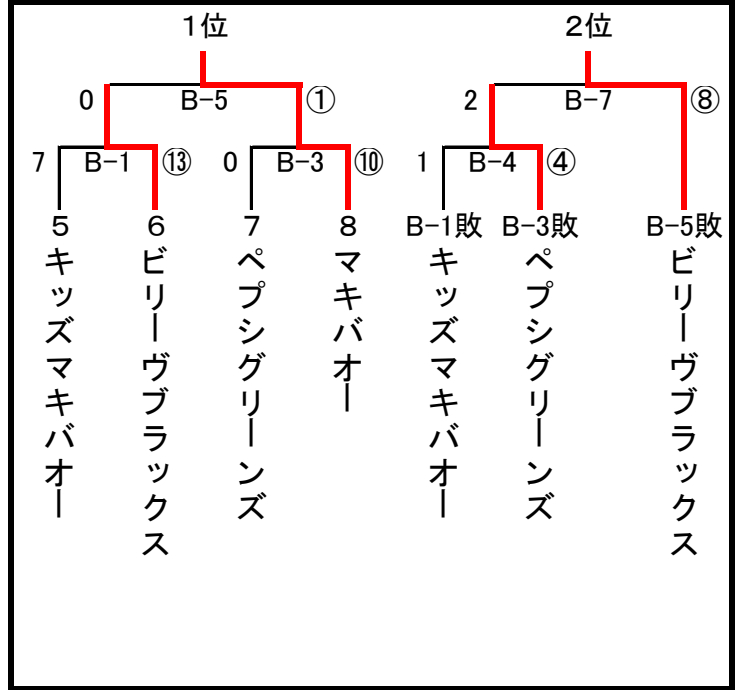 1位 2位
0 B-5 ① 2 B-7 ⑧
7 B-1 ⑬ 0 B-3 ⑩ 1 B-4 ④
5 6 7 8 B-1敗 B-3敗 B-5敗
キッズマキバオー
ビリーヴブラックス
ペプシグリーンズ
マキバオー
キッズマキバオー
ペプシグリーンズ
ビリーヴブラックス